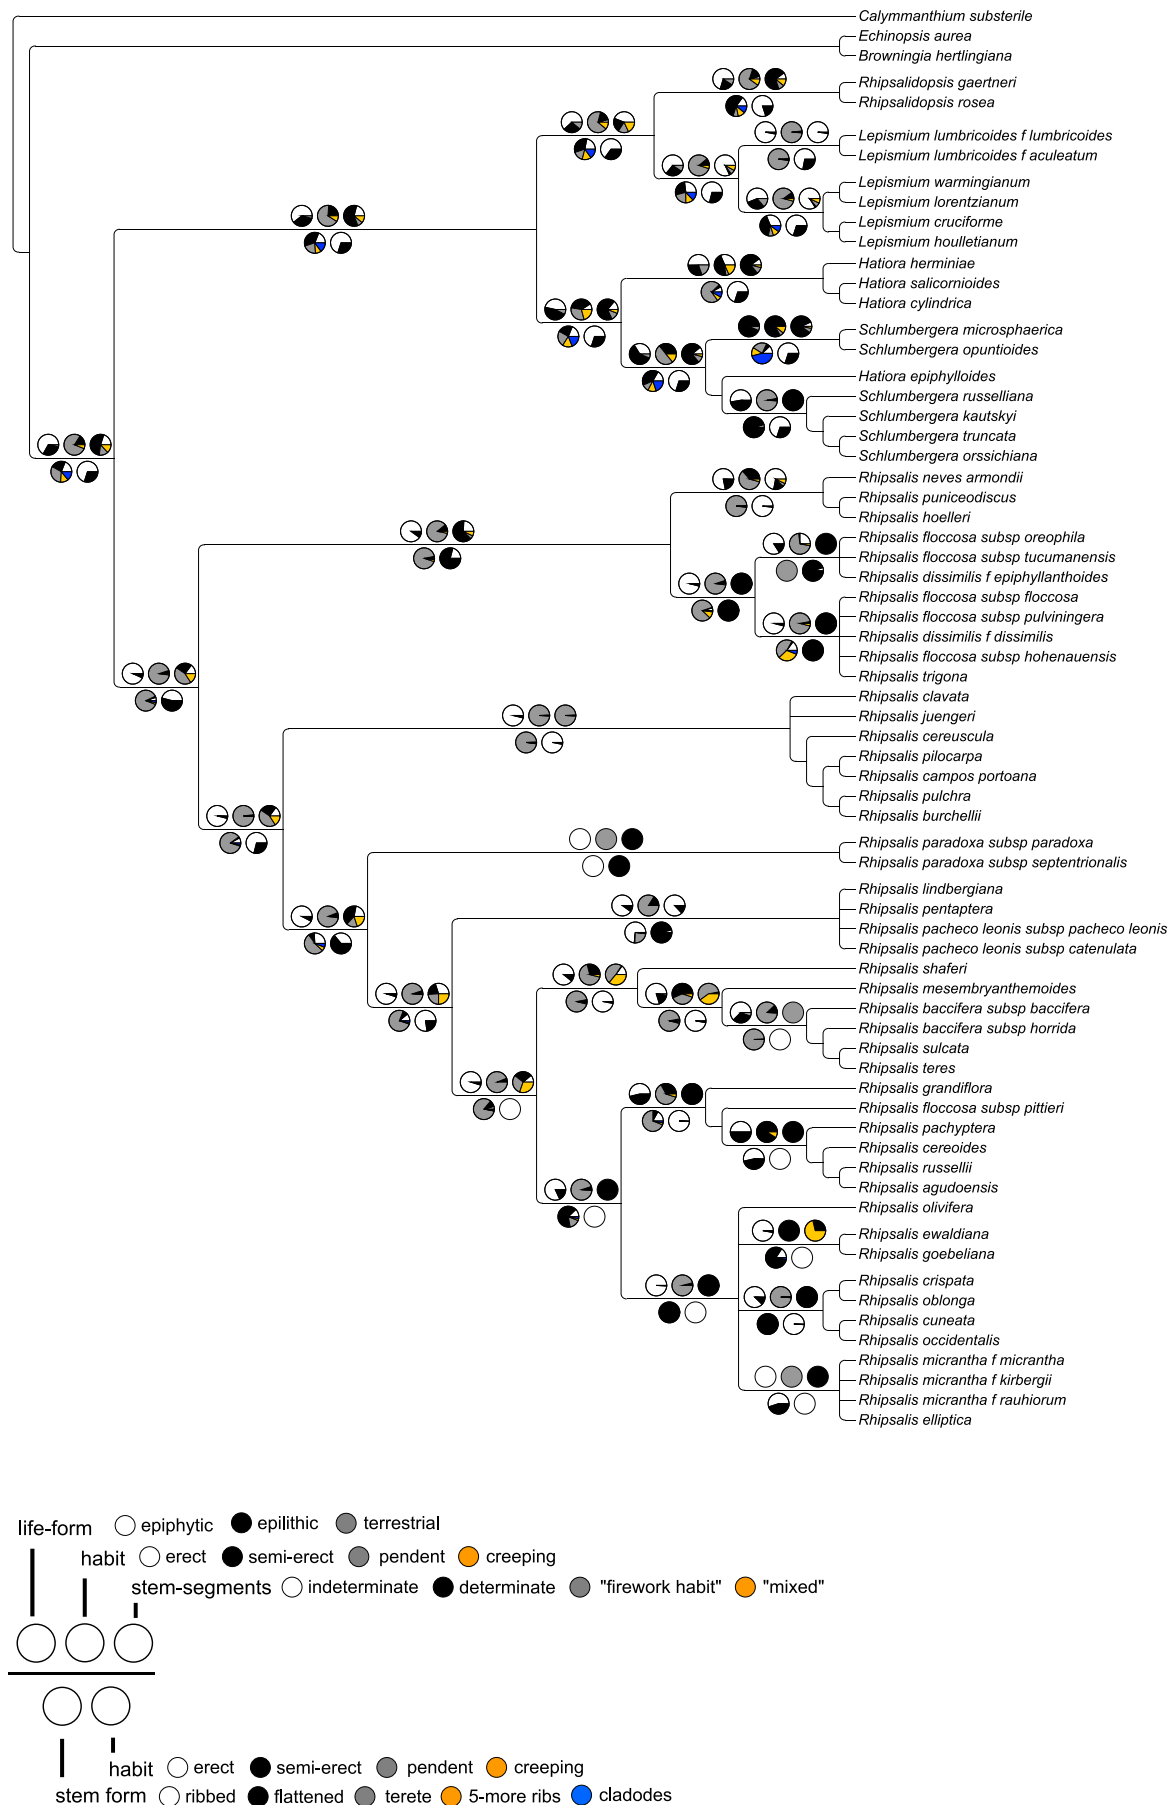 Calymmanthium substerile
Echinopsis aurea
Browningia hertlingiana
Rhipsalidopsis gaertneri
Rhipsalidopsis rosea
Lepismium lumbricoides f lumbricoides
Lepismium lumbricoides f aculeatum
Lepismium warmingianum
Lepismium lorentzianum
Lepismium cruciforme
Lepismium houlletianum
Hatiora herminiae
Hatiora salicornioides
Hatiora cylindrica
Schlumbergera microsphaerica
Schlumbergera opuntioides
Hatiora epiphylloides
Schlumbergera russelliana
Schlumbergera kautskyi
Schlumbergera truncata
Schlumbergera orssichiana
Rhipsalis neves armondii
Rhipsalis puniceodiscus
Rhipsalis hoelleri
Rhipsalis floccosa subsp oreophila
Rhipsalis floccosa subsp tucumanensis
Rhipsalis dissimilis f epiphyllanthoides
Rhipsalis floccosa subsp floccosa
Rhipsalis floccosa subsp pulviningera
Rhipsalis dissimilis f dissimilis
Rhipsalis floccosa subsp hohenauensis
Rhipsalis trigona
Rhipsalis clavata
Rhipsalis juengeri
Rhipsalis cereuscula
Rhipsalis pilocarpa
Rhipsalis campos portoana
Rhipsalis pulchra
Rhipsalis burchellii
Rhipsalis paradoxa subsp paradoxa
Rhipsalis paradoxa subsp septentrionalis
Rhipsalis lindbergiana
Rhipsalis pentaptera
Rhipsalis pacheco leonis subsp pacheco leonis
Rhipsalis pacheco leonis subsp catenulata
Rhipsalis shaferi
Rhipsalis mesembryanthemoides
Rhipsalis baccifera subsp baccifera
Rhipsalis baccifera subsp horrida
Rhipsalis sulcata
Rhipsalis teres
Rhipsalis grandiflora
Rhipsalis floccosa subsp pittieri
Rhipsalis pachyptera
Rhipsalis cereoides
Rhipsalis russellii
Rhipsalis agudoensis
Rhipsalis olivifera
Rhipsalis ewaldiana
Rhipsalis goebeliana
Rhipsalis crispata
Rhipsalis oblonga
Rhipsalis cuneata
Rhipsalis occidentalis
Rhipsalis micrantha f micrantha
Rhipsalis micrantha f kirbergii
Rhipsalis micrantha f rauhiorum
Rhipsalis elliptica
life-form epiphytic epilithic terrestrial
habit erect semi-erect pendent creeping
stem-segments indeterminate determinate "firework habit" "mixed"
habit erect semi-erect pendent creeping
stem form ribbed flattened terete 5-more ribs cladodes